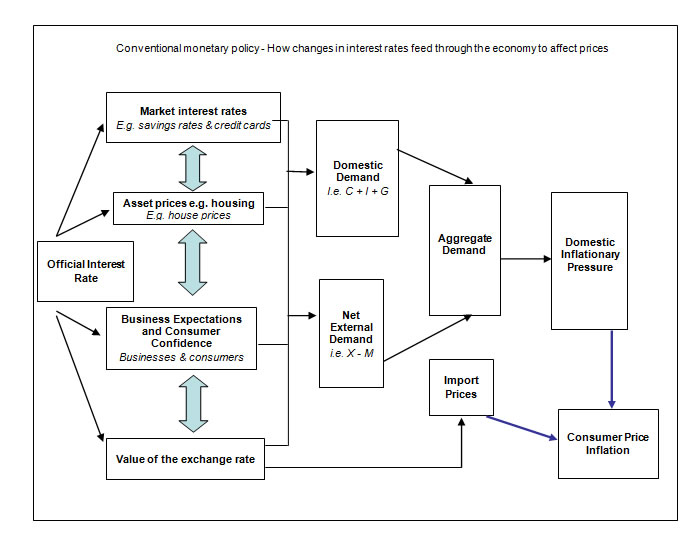 Conventional monetary policy - How changes in interest rates feed through the economy to affect prices
Market interest rates
E.g. savings rates & credit cards
Asset prices e.g. housing
E.g. house prices
Official Interest
Rate
Business Expectations
and Consumer
Confidence
Businesses & consumers
Value of the exchange rate
Domestic
Demand
I.e. C + I + G
Net
External
Demand
i.e. X - M
Aggregate
Demand
Import
Prices
Domestic
Inflationary
Pressure
Consumer Price
Inflation